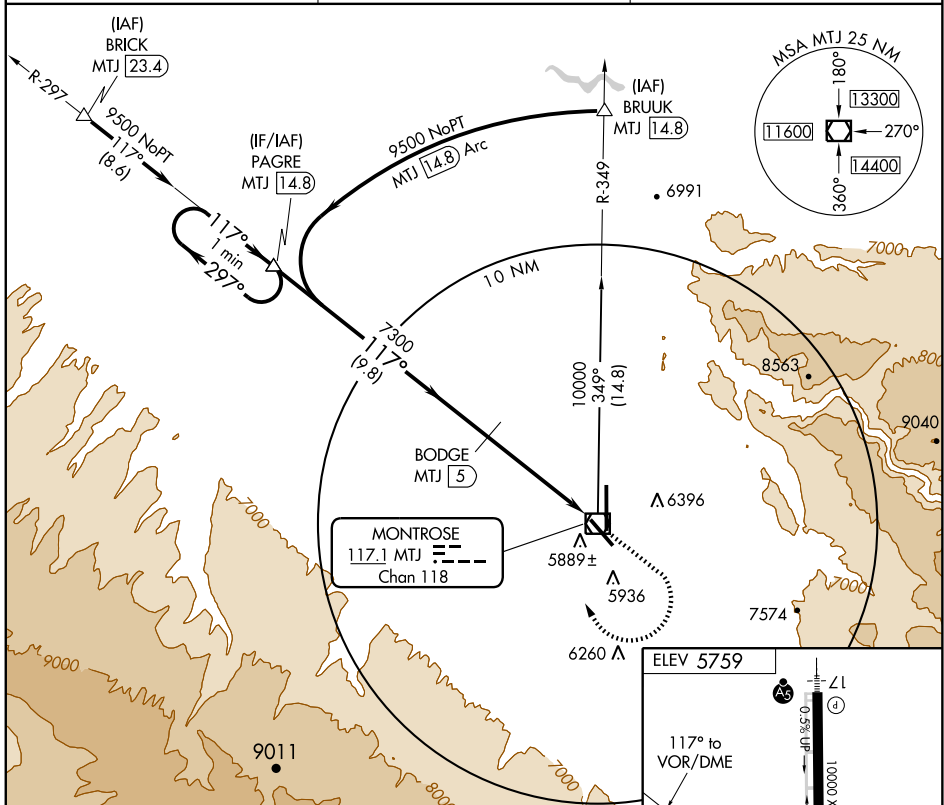 (IAF)
BRICK
MTJ 23.4
R-297
9500 NoPT
117°
(8.6)
(IF/IAF)
PAGRE
MTJ 14.8
117°
1 min
297°
9500 NoPT
MTJ 14.8 Arc
(IAF)
BRUUK
MTJ 14.8
R-349
6991
MSA MTJ 25 NM
180°
13300
11600
270°
14400
360°
7000
10 NM
7300
117°
(9.8)
10000
349°
(14.8)
8563
800
9040
BODGE
MTJ 5
6396
7000
MONTROSE
117.1 MTJ
Chan 118
5889±
5936
7000
7574
6260
9000
9011
8000
7000
ELEV 5759
A5
17
P
0.5% UP
10000 X
117° to
VOR/DME